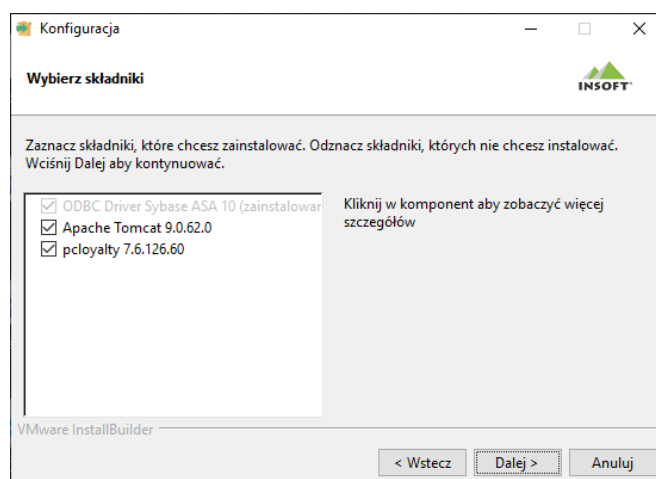 Konfiguracja
Wybierz składniki
INSOFT
Zaznacz składniki, które chcesz zainstalować. Odznacz składniki, których nie chcesz instalować.
Wciśnij Dalej aby kontynuować.
ODBC Driver Sybase ASA 10 (zainstalowar
Apache Tomcat 9.0.62.0
pcloyalty 7.6.126.60
Kliknij w komponent aby zobaczyć więcej
szczegółów
VMware InstallBuilder
< Wstecz
Dalej >
Anuluj